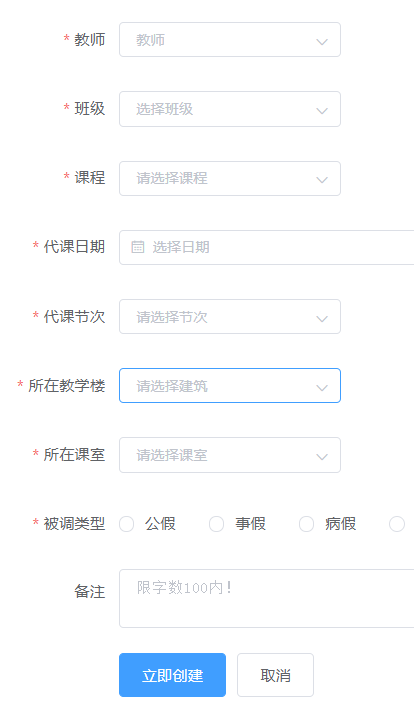 * 教师 教师
* 班级 选择班级
* 课程 请选择课程
* 代课日期 选择日期
* 代课节次 请选择节次
* 所在教学楼 请选择建筑
* 所在课室 请选择课室
* 被调类型 公假 事假 病假
备注 限字数100内!
立即创建 取消